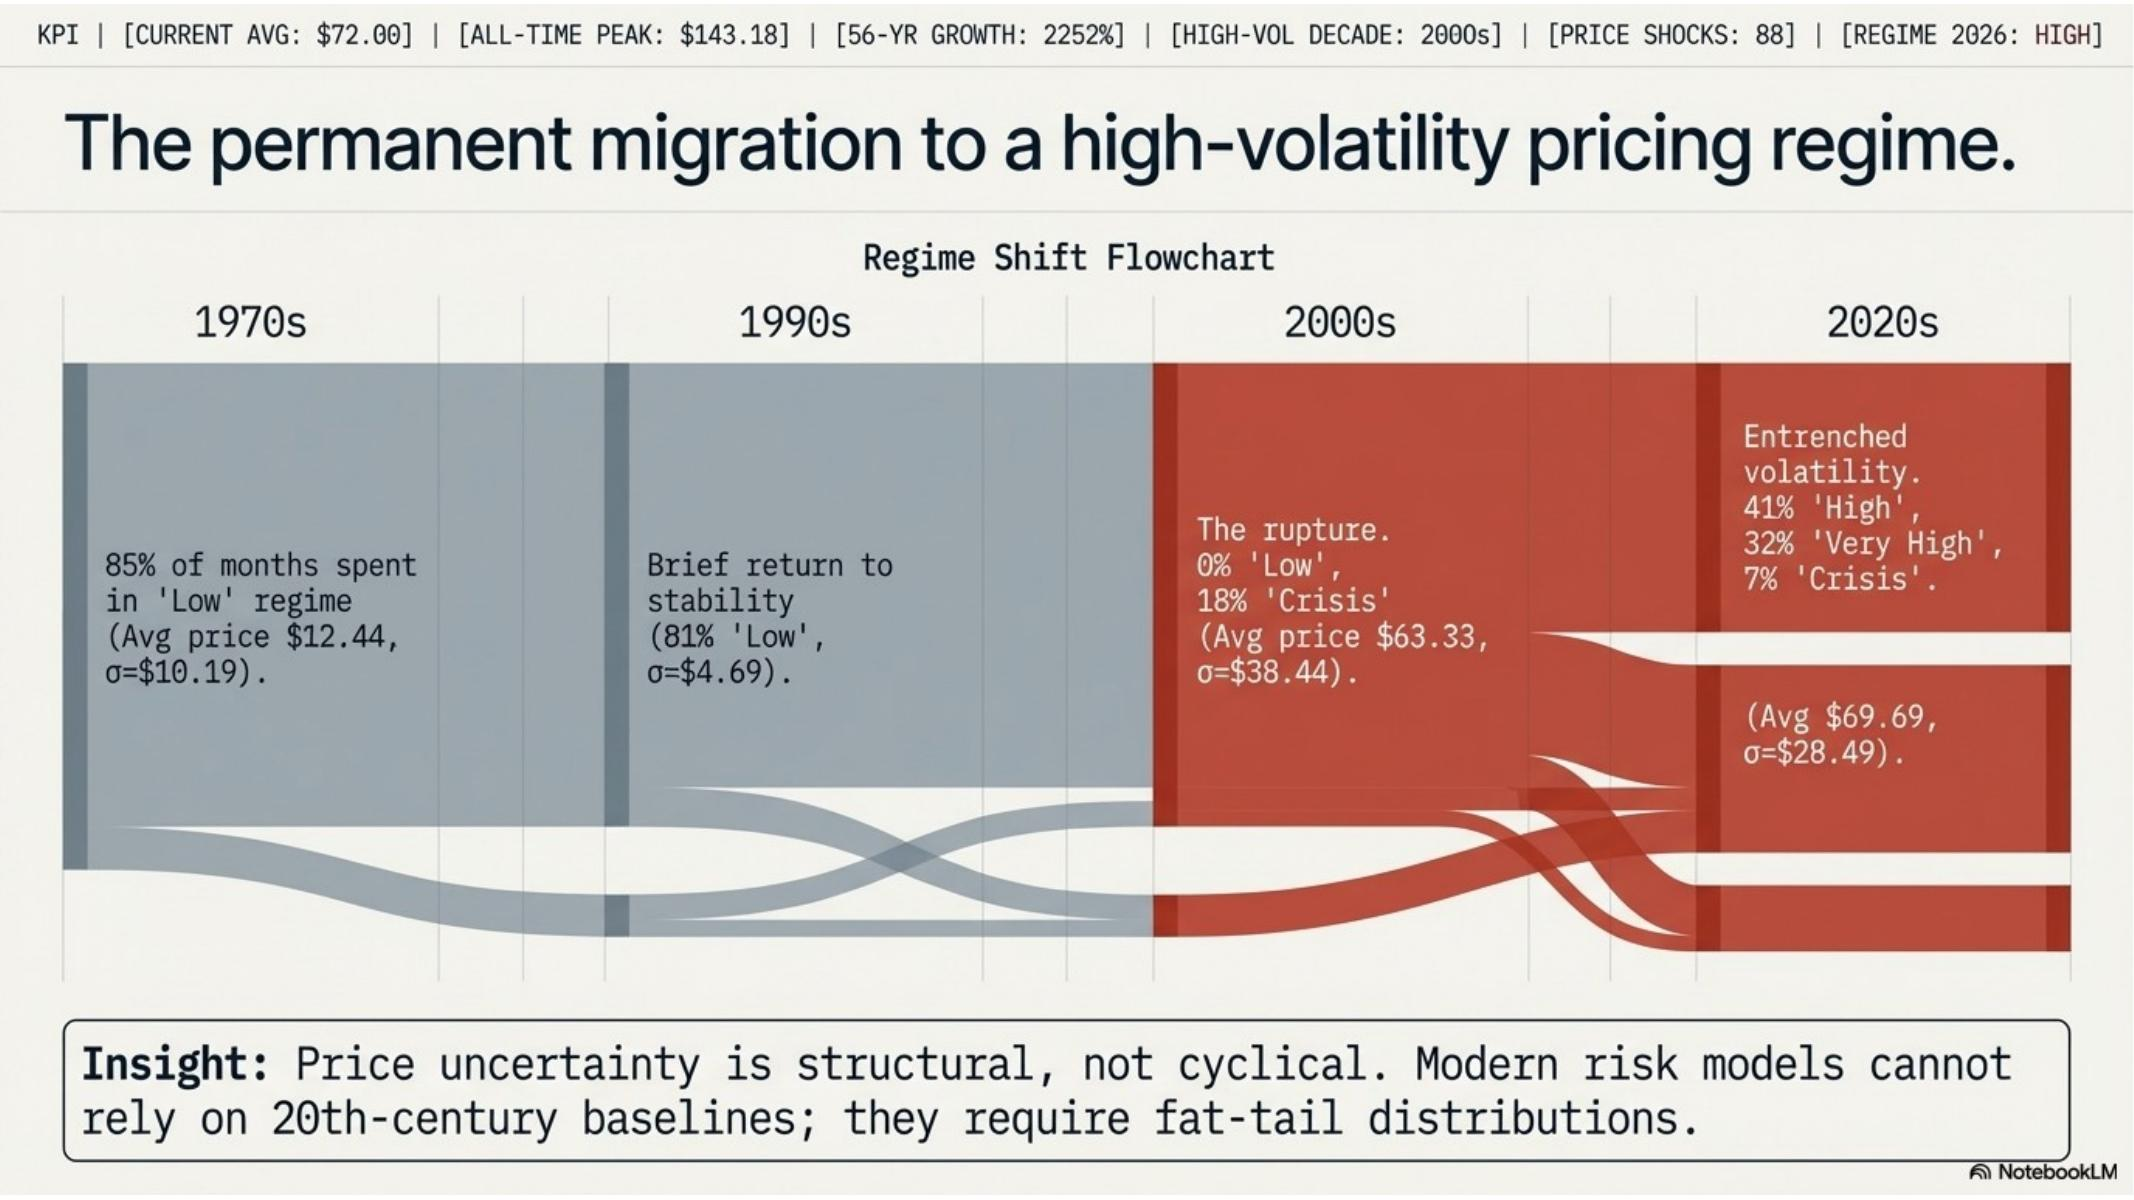 KPI | [CURRENT AVG: $72.00] | [ALL-TIME PEAK: $143.18] | [56-YR GROWTH: 2252%] | [HIGH-VOL DECADE: 2000s] | [PRICE SHOCKS: 88] | [REGIME 2026: HIGH]
The permanent migration to a high-volatility pricing regime.
Regime Shift Flowchart
1970s
1990s
2000s
2020s
85% of months spent
in 'Low' regime
(Avg price $12.44,
σ=$10.19).
Brief return to
stability
(81% 'Low',
σ=$4.69).
The rupture.
0% 'Low',
18% 'Crisis'
(Avg price $63.33,
σ=$38.44).
Entrenched
volatility.
41% 'High',
32% 'Very High',
7% 'Crisis'.
(Avg $69.69,
σ=$28.49).
Insight: Price uncertainty is structural, not cyclical. Modern risk models cannot
rely on 20th-century baselines; they require fat-tail distributions.
NotebookLM